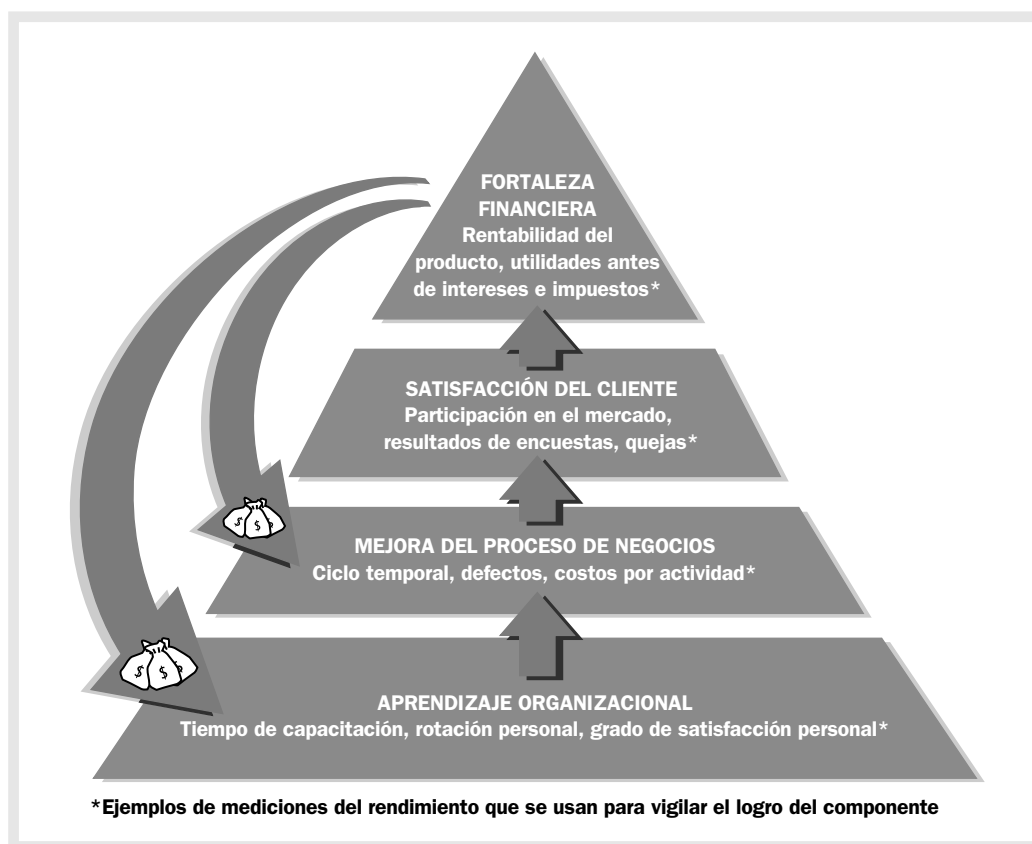 FORTALEZA
FINANCIERA
Rentabilidad del
producto, utilidades antes
de intereses e impuestos*
SATISFACCIÓN DEL CLIENTE
Participación en el mercado,
resultados de encuestas, quejas*
MEJORA DEL PROCESO DE NEGOCIOS
Ciclo temporal, defectos, costos por actividad*
$ $ $
$ $ $
APRENDIZAJE ORGANIZACIONAL
Tiempo de capacitación, rotación personal, grado de satisfacción personal*
*Ejemplos de mediciones del rendimiento que se usan para vigilar el logro del componente